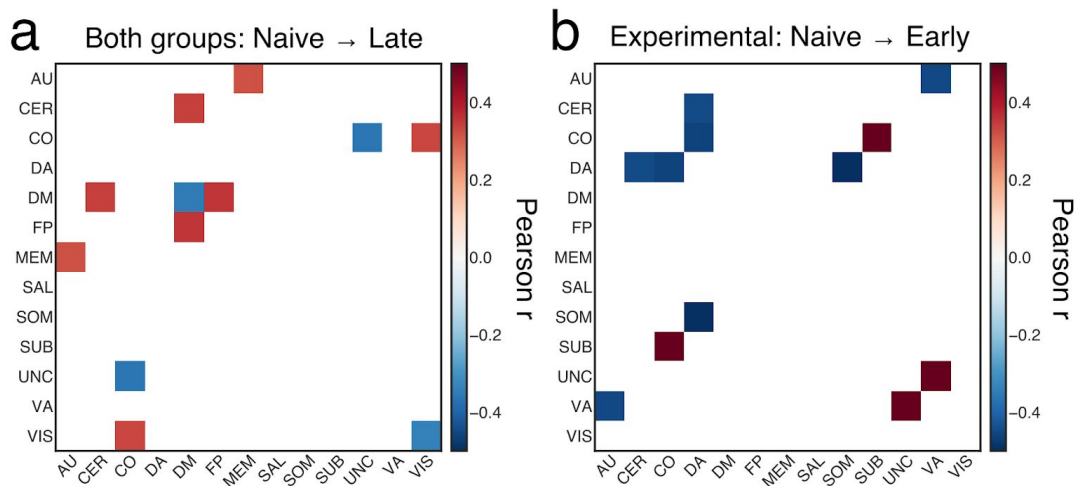 a
Both groups: Naive → Late
AU
CER
CO
DA
DM
FP
MEM
SAL
SOM
SUB
UNC
VA
VIS
AU CER CO DA DM FP MEM SAL SOM SUB UNC VA VIS
0.4
0.2
0.0
−0.2
−0.4
Pearson r
b
Experimental: Naive → Early
AU
CER
CO
DA
DM
FP
MEM
SAL
SOM
SUB
UNC
VA
VIS
AU CER CO DA DM FP MEM SAL SOM SUB UNC VA VIS
0.4
0.2
0.0
−0.2
−0.4
Pearson r